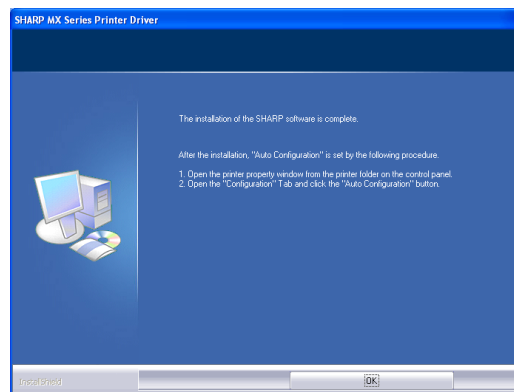 SHARP MX Series Printer Driver
The installation of the SHARP software is complete.
After the installation, "Auto Configuration" is set by the following procedure.
1. Open the printer property window from the printer folder on the control panel.
2. Open the "Configuration" Tab and click the "Auto Configuration" button.
InstallShield
OK